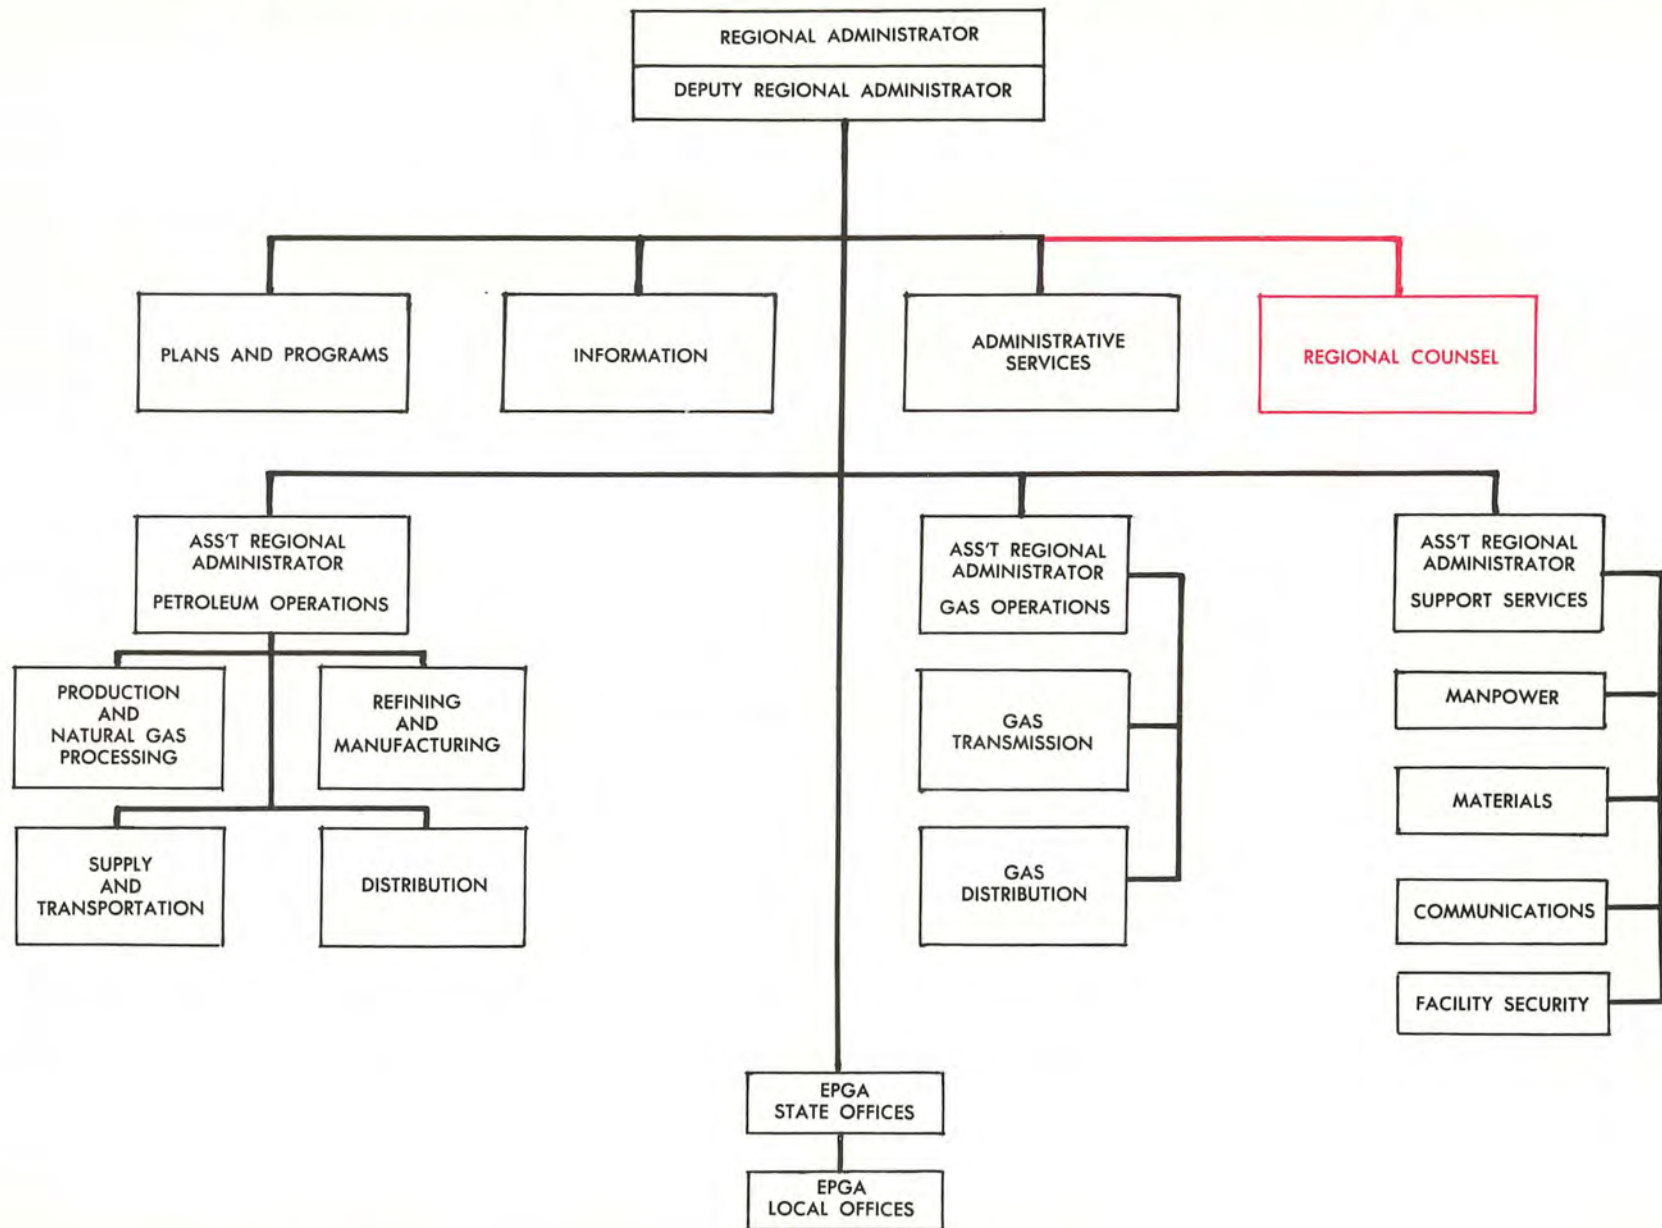 REGIONAL ADMINISTRATOR
DEPUTY REGIONAL ADMINISTRATOR
PLANS AND PROGRAMS
INFORMATION
ADMINISTRATIVE
SERVICES
REGIONAL COUNSEL
ASS'T REGIONAL
ADMINISTRATOR
PETROLEUM OPERATIONS
ASS'T REGIONAL
ADMINISTRATOR
GAS OPERATIONS
ASS'T REGIONAL
ADMINISTRATOR
SUPPORT SERVICES
PRODUCTION
AND
NATURAL GAS
PROCESSING
REFINING
AND
MANUFACTURING
GAS
TRANSMISSION
MANPOWER
MATERIALS
SUPPLY
AND
TRANSPORTATION
DISTRIBUTION
GAS
DISTRIBUTION
COMMUNICATIONS
FACILITY SECURITY
EPGA
STATE OFFICES
EPGA
LOCAL OFFICES